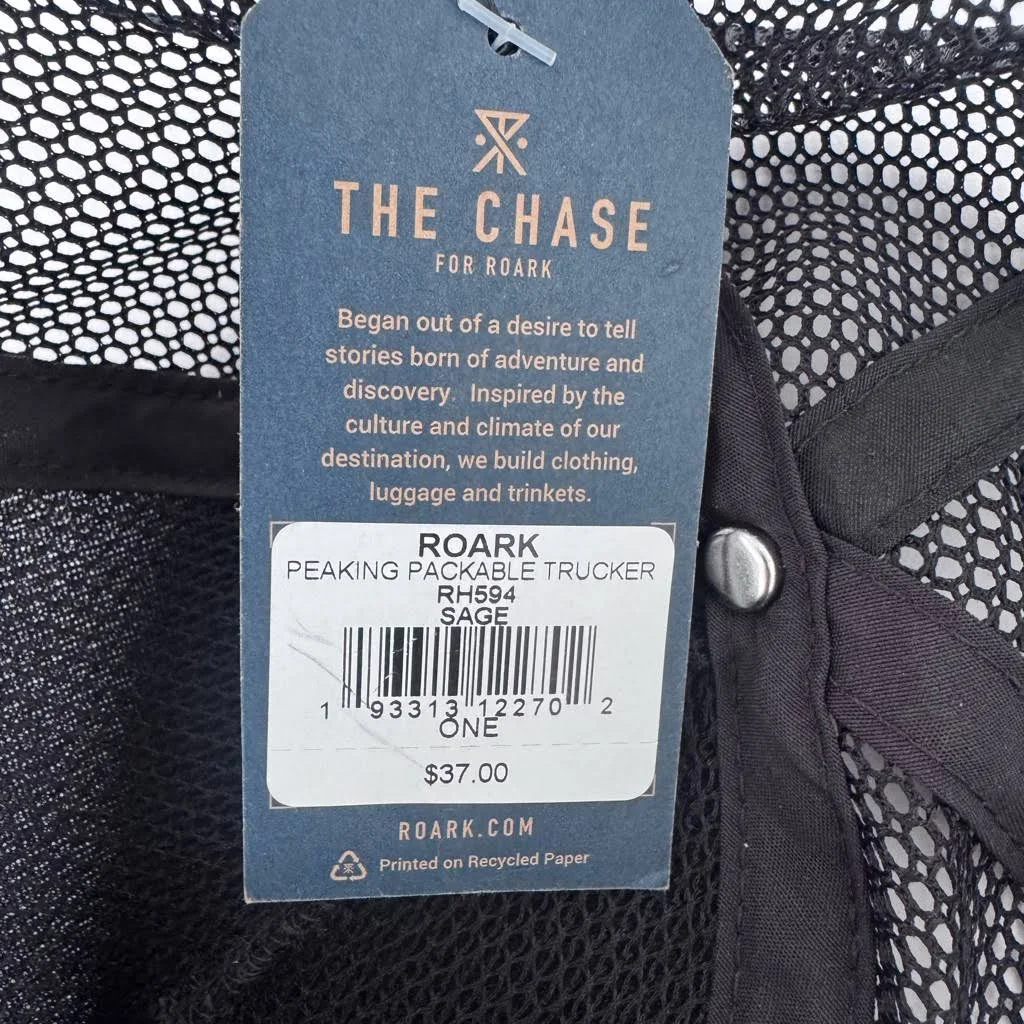 THE CHASE
FOR ROARK
Began out of a desire to tell
stories born of adventure and
discovery. Inspired by the
culture and climate of our
destination, we build clothing,
luggage and trinkets.
ROARK
PEAKING PACKABLE TRUCKER
RH594
SAGE
1 93313 12270 2
ONE
$37.00
ROARK.COM
Printed on Recycled Paper